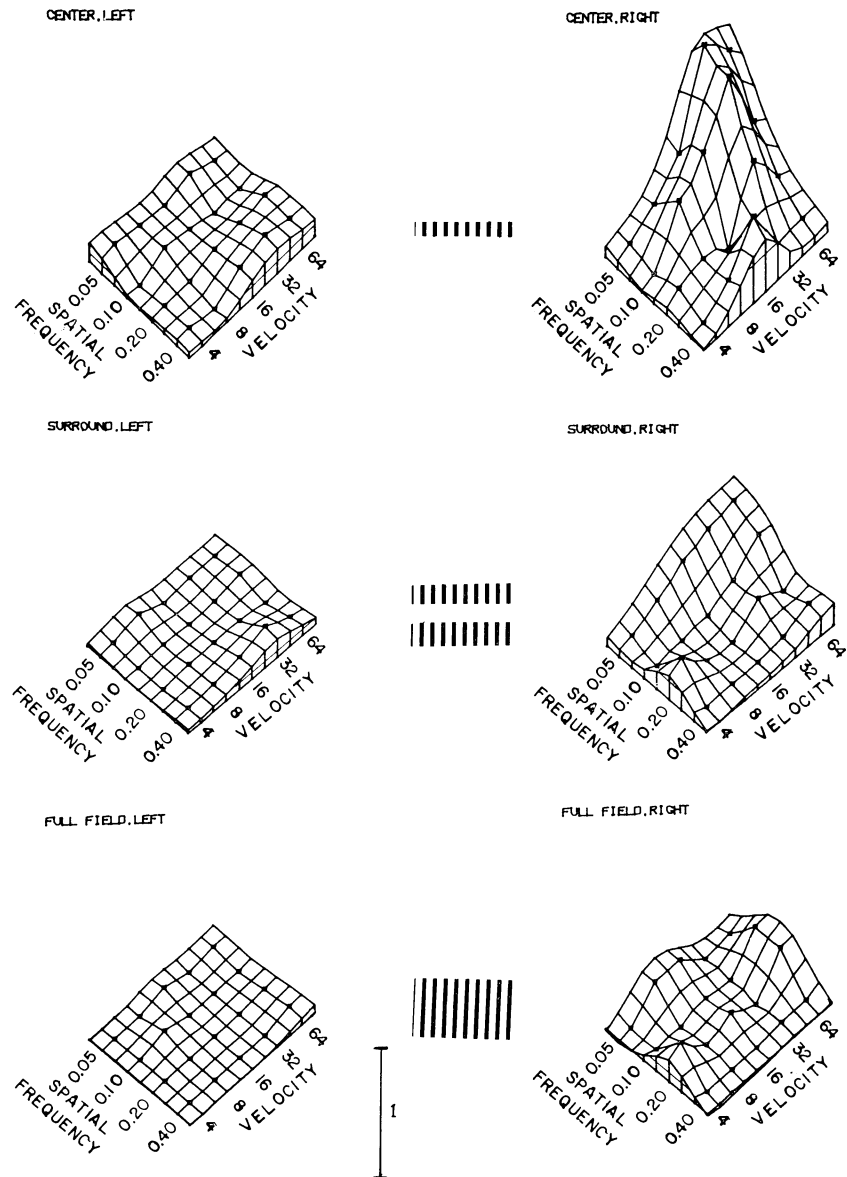 CENTER,LEFT
CENTER,RIGHT
0.05
0.10
0.20
0.40
SPATIAL
FREQUENCY
4
8
16
32
64
VELOCITY
0.05
0.10
0.20
0.40
SPATIAL
FREQUENCY
4
8
16
32
64
VELOCITY
SURROUND,LEFT
SURROUND,RIGHT
0.05
0.10
0.20
0.40
SPATIAL
FREQUENCY
4
8
16
32
64
VELOCITY
0.05
0.10
0.20
0.40
SPATIAL
FREQUENCY
4
8
16
32
64
VELOCITY
FULL FIELD,LEFT
FULL FIELD,RIGHT
0.05
0.10
0.20
0.40
SPATIAL
FREQUENCY
4
8
16
32
64
VELOCITY
1
0.05
0.10
0.20
0.40
SPATIAL
FREQUENCY
4
8
16
32
64
VELOCITY